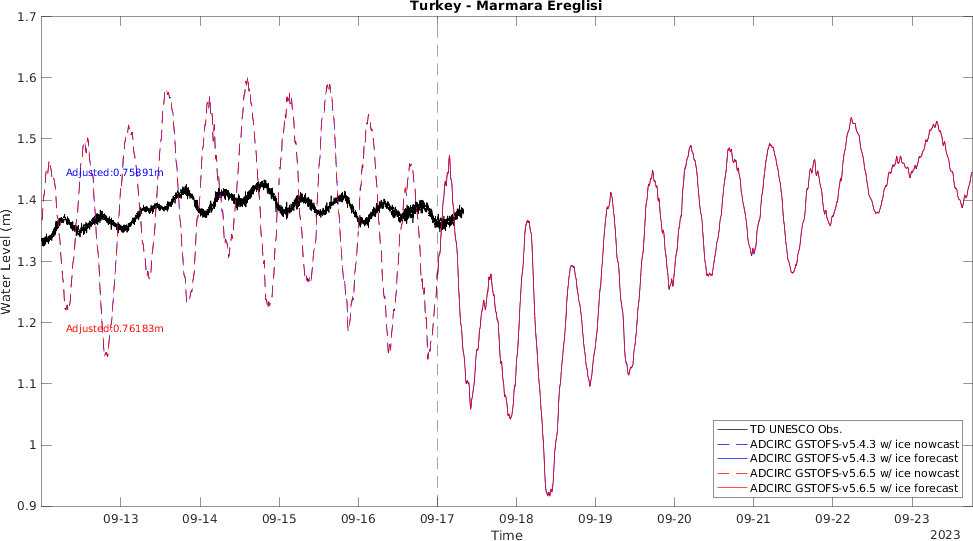 Turkey - Marmara Ereglisi
1.7
1.6
1.5
1.4
1.3
1.2
1.1
1
0.9
Water Level (m)
Adjusted:0.75891m
Adjusted:0.76183m
TD UNESCO Obs.
ADCIRC GSTOFS-v5.4.3 w/ ice nowcast
ADCIRC GSTOFS-v5.4.3 w/ ice forecast
ADCIRC GSTOFS-v5.6.5 w/ ice nowcast
ADCIRC GSTOFS-v5.6.5 w/ ice forecast
09-13 09-14 09-15 09-16 09-17 09-18 09-19 09-20 09-21 09-22 09-23
Time
2023